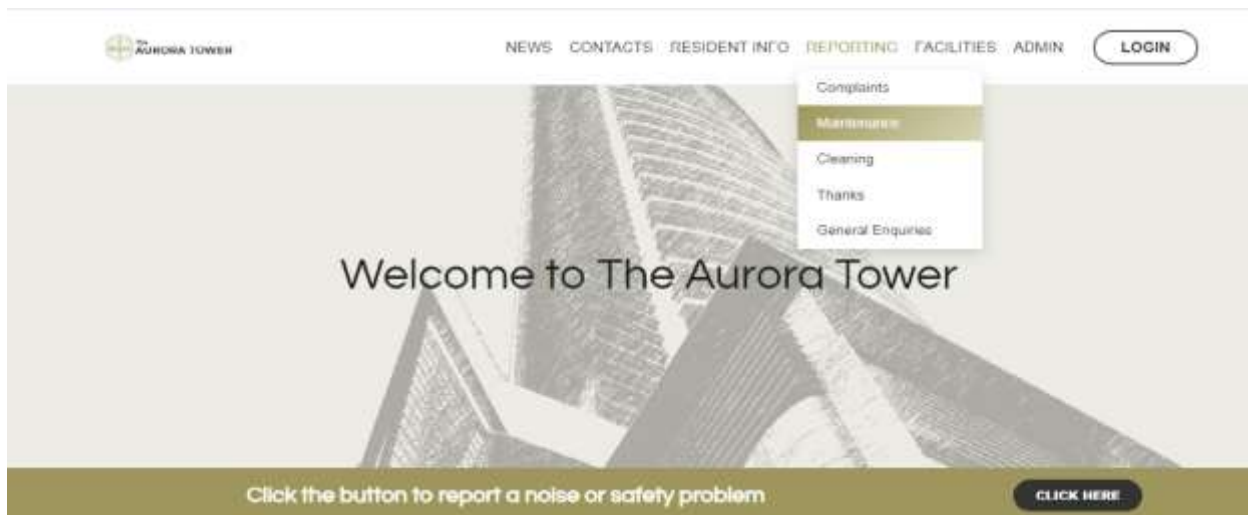 THE
AURORA TOWER
NEWS CONTACTS RESIDENT INFO REPORTING FACILITIES ADMIN LOGIN
Complaints
Maintenance
Cleaning
Thanks
General Enquiries
Welcome to The Aurora Tower
Click the button to report a noise or safety problem CLICK HERE